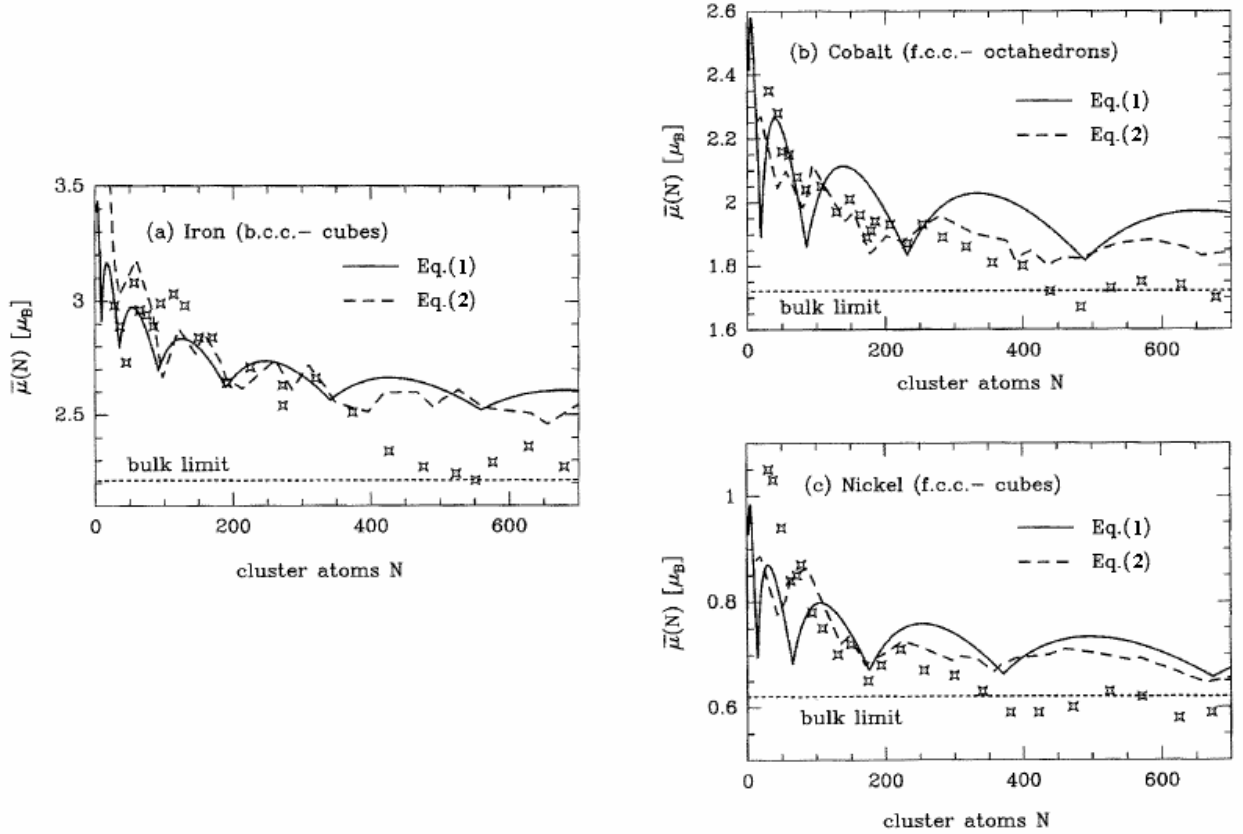 (a) Iron (b.c.c.– cubes)
Eq.(1)
Eq.(2)
bulk limit
3.5
3
2.5
0
200
400
600
cluster atoms N
μ̅(N) [μ_B]
(b) Cobalt (f.c.c.– octahedrons)
Eq.(1)
Eq.(2)
bulk limit
2.6
2.4
2.2
2
1.8
1.6
0
200
400
600
cluster atoms N
μ̅(N) [μ_B]
(c) Nickel (f.c.c.– cubes)
Eq.(1)
Eq.(2)
bulk limit
1
0.8
0.6
0
200
400
600
cluster atoms N
μ̅(N) [μ_B]